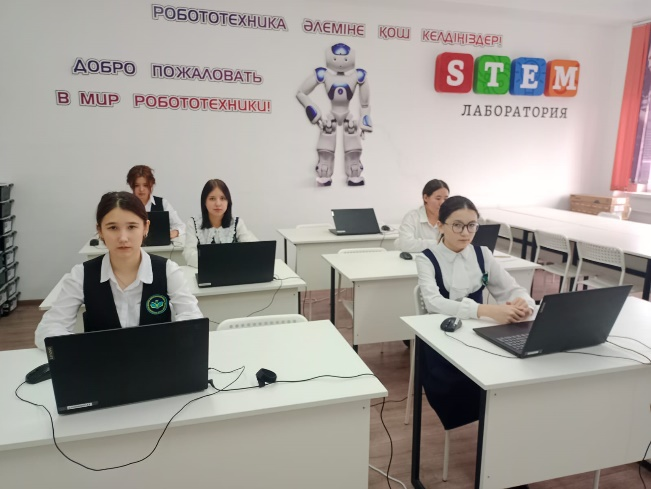 РОБОТОТЕХНИКА ӘЛЕМІНЕ ҚОШ КЕЛДІҢІЗДЕР!
ДОБРО ПОЖАЛОВАТЬ
В МИР РОБОТОТЕХНИКИ!
STEM
ЛАБОРАТОРИЯ